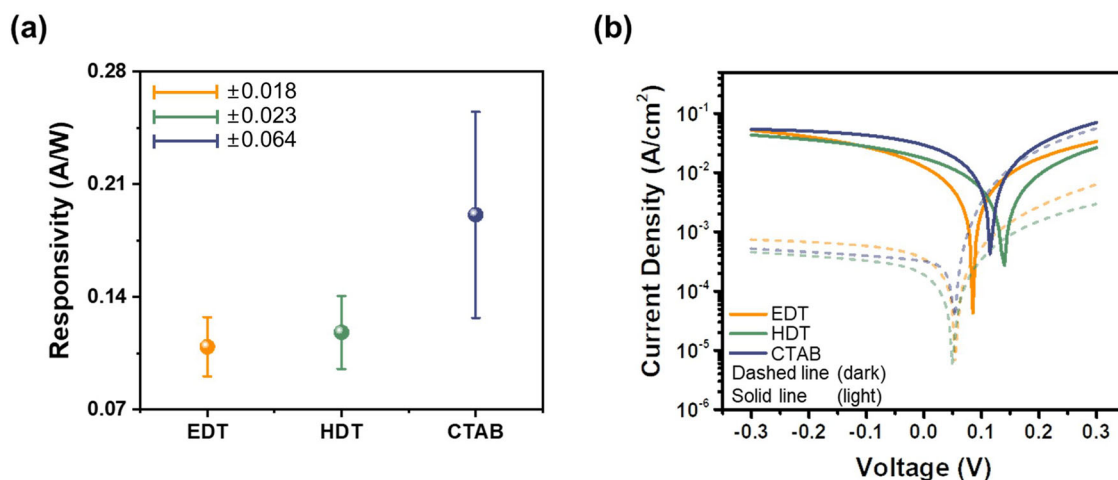 (a)
Responsivity (A/W)
0.28
0.21
0.14
0.07
±0.018
±0.023
±0.064
EDT HDT CTAB
(b)
Current Density (A/cm²)
10⁻¹
10⁻²
10⁻³
10⁻⁴
10⁻⁵
10⁻⁶
EDT
HDT
CTAB
Dashed line (dark)
Solid line (light)
-0.3 -0.2 -0.1 0.0 0.1 0.2 0.3
Voltage (V)